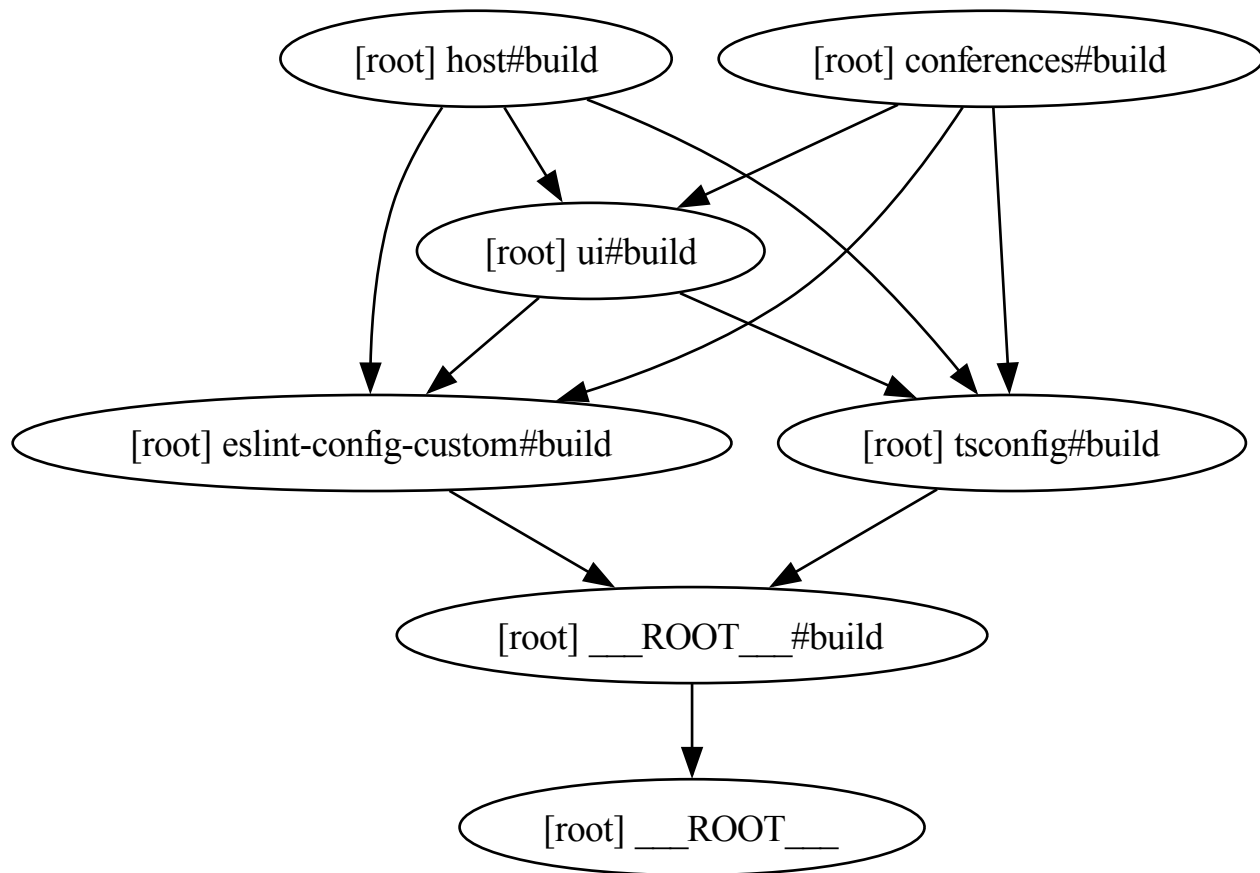 [root] host#build
[root] conferences#build
[root] ui#build
[root] eslint-config-custom#build
[root] tsconfig#build
[root] ___ROOT___#build
[root] ___ROOT___